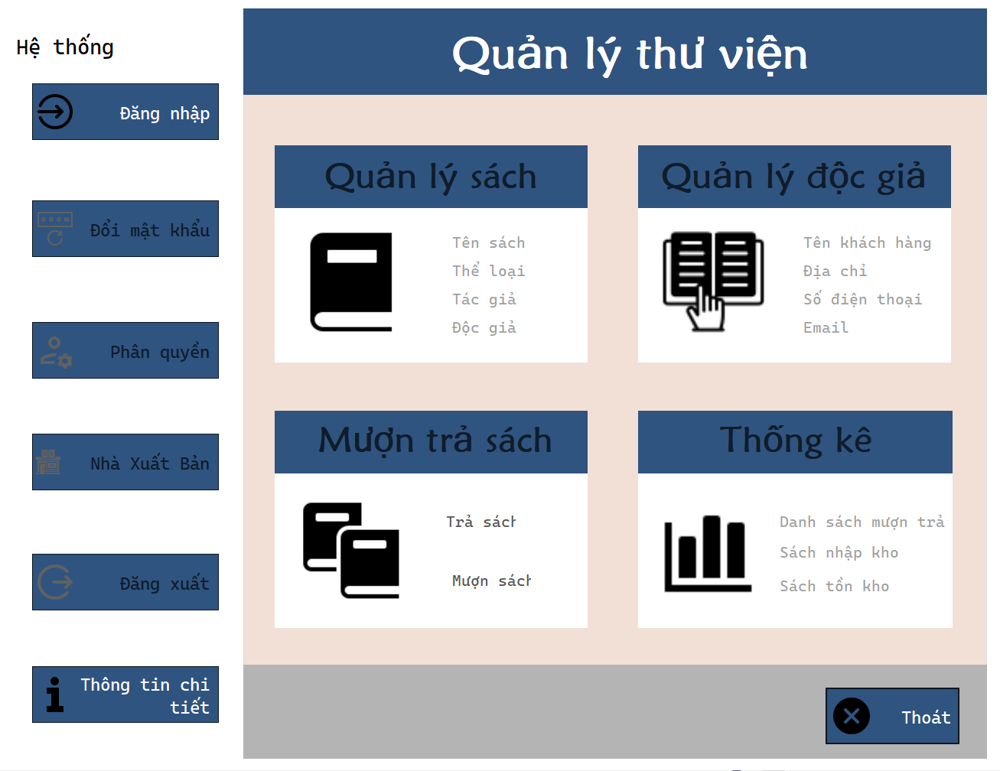 Hệ thống
Đăng nhập
Đổi mật khẩu
Phân quyền
Nhà Xuất Bản
Đăng xuất
Thông tin chi
tiết
Quản lý thư viện
Quản lý sách
Tên sách
Thể loại
Tác giả
Độc giả
Quản lý độc giả
Tên khách hàng
Địa chỉ
Số điện thoại
Email
Mượn trả sách
Trả sách
Mượn sách
Thống kê
Danh sách mượn trả
Sách nhập kho
Sách tồn kho
Thoát